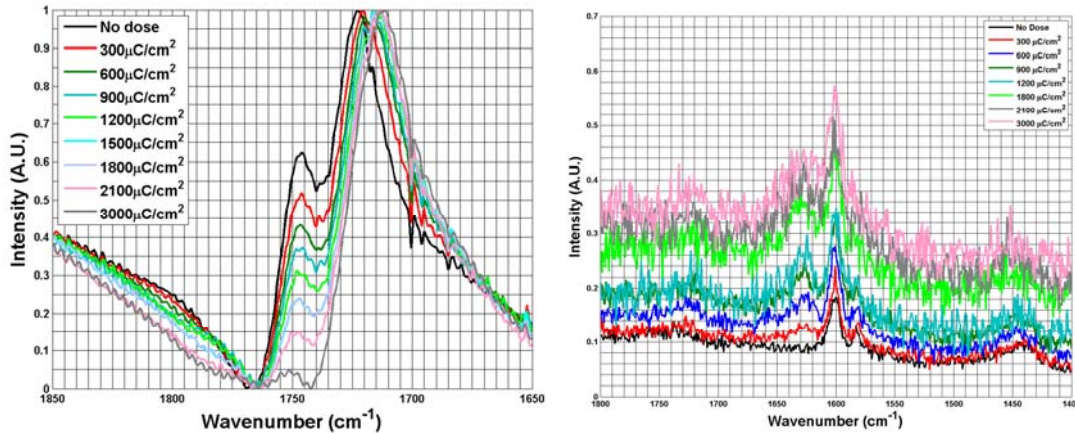 No dose
300μC/cm²
600μC/cm²
900μC/cm²
1200μC/cm²
1500μC/cm²
1800μC/cm²
2100μC/cm²
3000μC/cm²
Intensity (A.U.)
1
0.9
0.8
0.7
0.6
0.5
0.4
0.3
0.2
0.1
0
1850 1800 1750 1700 1650
Wavenumber (cm⁻¹)
No Dose
300 μC/cm²
600 μC/cm²
900 μC/cm²
1200 μC/cm²
1800 μC/cm²
2100 μC/cm²
3000 μC/cm²
Intensity (A.U.)
0.7
0.6
0.5
0.4
0.3
0.2
0.1
0.0
1800 1750 1700 1650 1600 1550 1500 1450 140
Wavenumber (cm⁻¹)